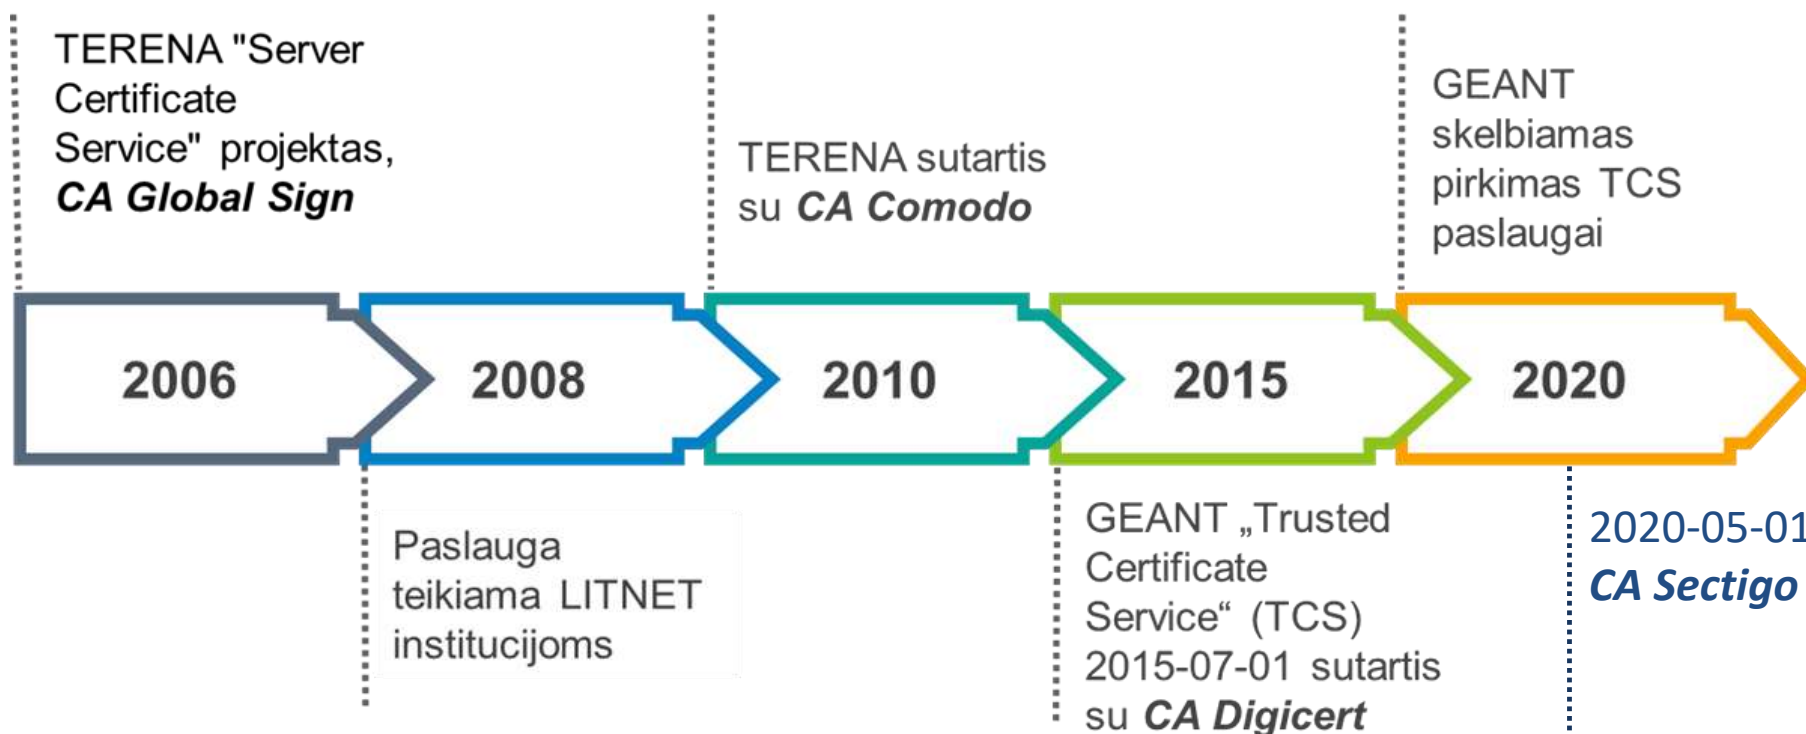 TERENA "Server
Certificate
Service" projektas,
CA Global Sign
TERENA sutartis
su CA Comodo
GEANT
skelbiamas
pirkimas TCS
paslaugai
2006
2008
2010
2015
2020
Paslauga
teikiama LITNET
institucijoms
GEANT „Trusted
Certificate
Service“ (TCS)
2015-07-01 sutartis
su CA Digicert
2020-05-01
CA Sectigo